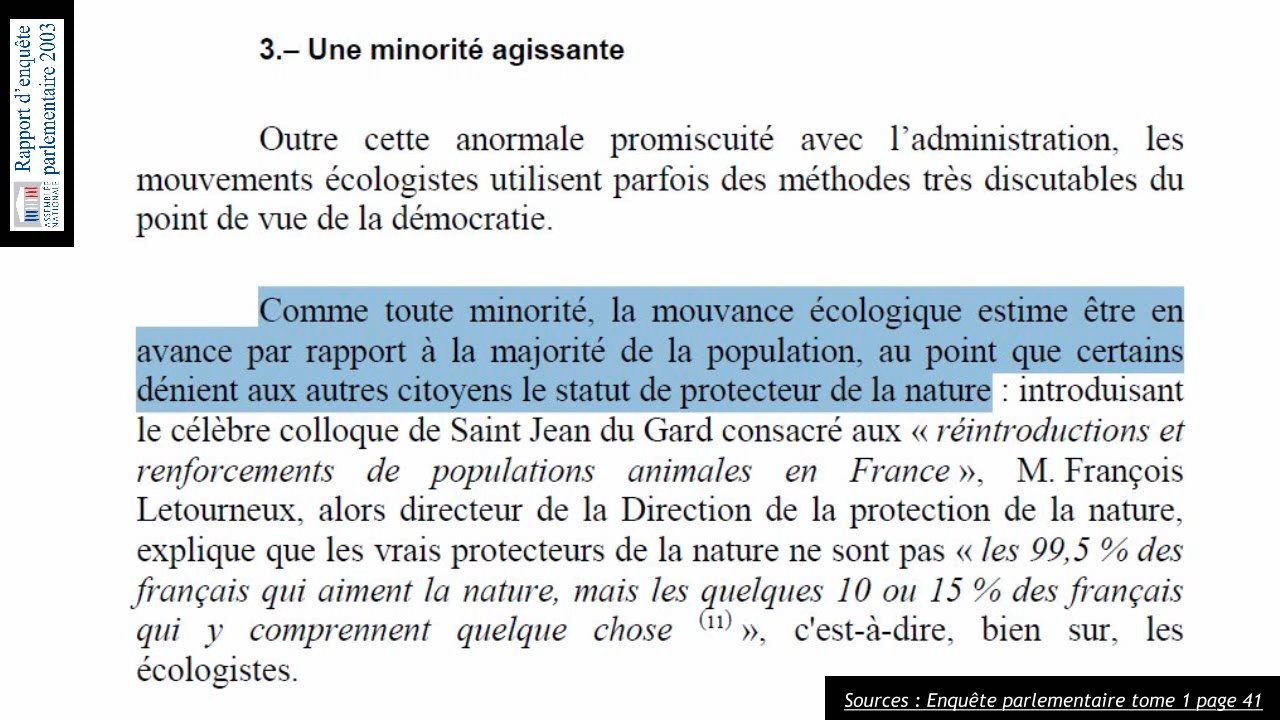 Rapport d'enquête
parlementaire 2003
ASSEMBLÉE
NATIONALE
3.– Une minorité agissante
Outre cette anormale promiscuité avec l’administration, les
mouvements écologistes utilisent parfois des méthodes très discutables du
point de vue de la démocratie.
Comme toute minorité, la mouvance écologique estime être en
avance par rapport à la majorité de la population, au point que certains
dénient aux autres citoyens le statut de protecteur de la nature : introduisant
le célèbre colloque de Saint Jean du Gard consacré aux « réintroductions et
renforcements de populations animales en France », M. François
Letourneux, alors directeur de la Direction de la protection de la nature,
explique que les vrais protecteurs de la nature ne sont pas « les 99,5 % des
français qui aiment la nature, mais les quelques 10 ou 15 % des français
qui y comprennent quelque chose (11) », c'est-à-dire, bien sur, les
écologistes.
Sources : Enquête parlementaire tome 1 page 41